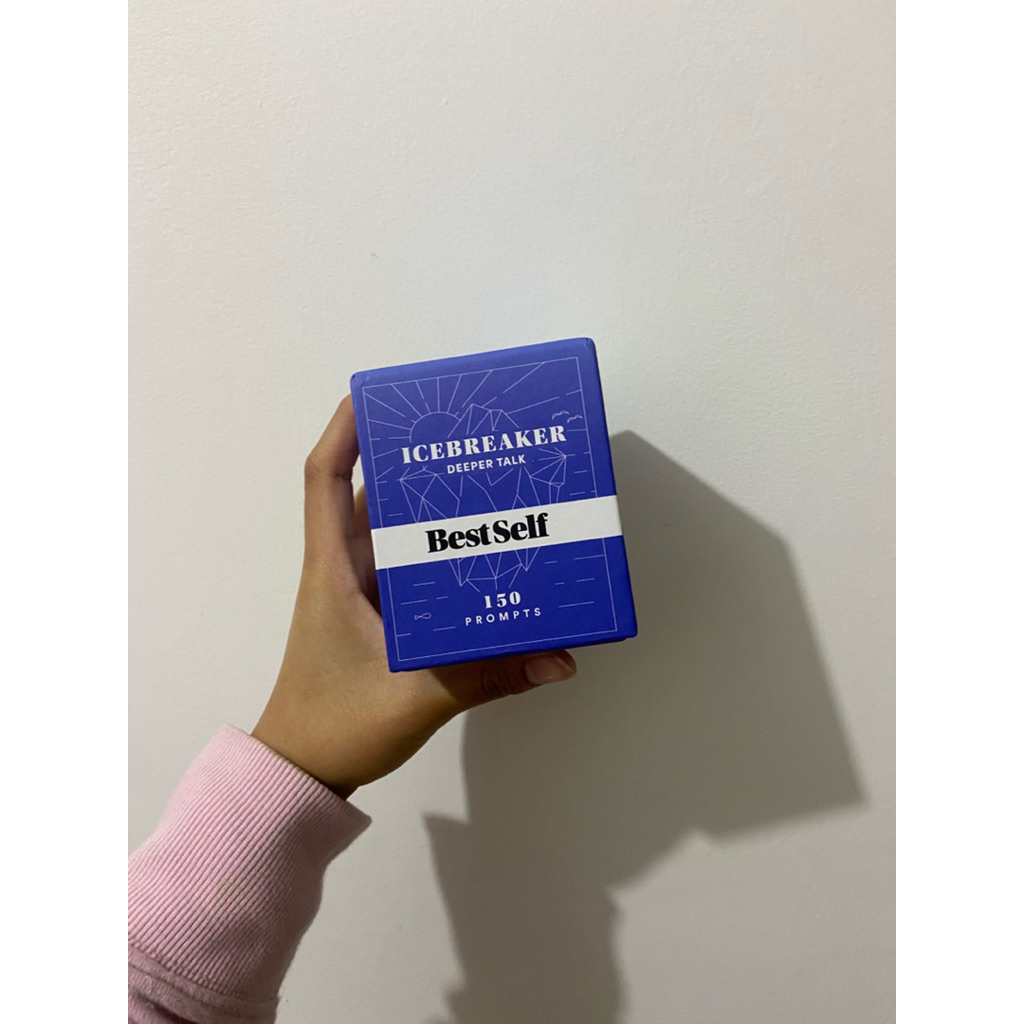 ICEBREAKER
DEEPER TALK
BestSelf
150
PROMPTS